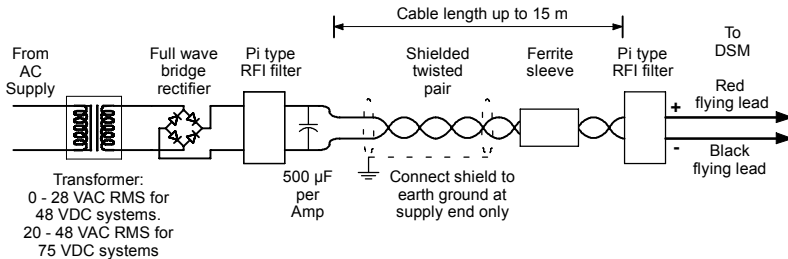 Cable length up to 15 m
From
AC
Supply
Full wave
bridge
rectifier
Pi type
RFI filter
Shielded
twisted
pair
Ferrite
sleeve
Pi type
RFI filter
To
DSM
Red
flying lead
+
-
Black
flying lead
Transformer:
0 - 28 VAC RMS for
48 VDC systems.
20 - 48 VAC RMS for
75 VDC systems
500 µF
per
Amp
Connect shield to
earth ground at
supply end only